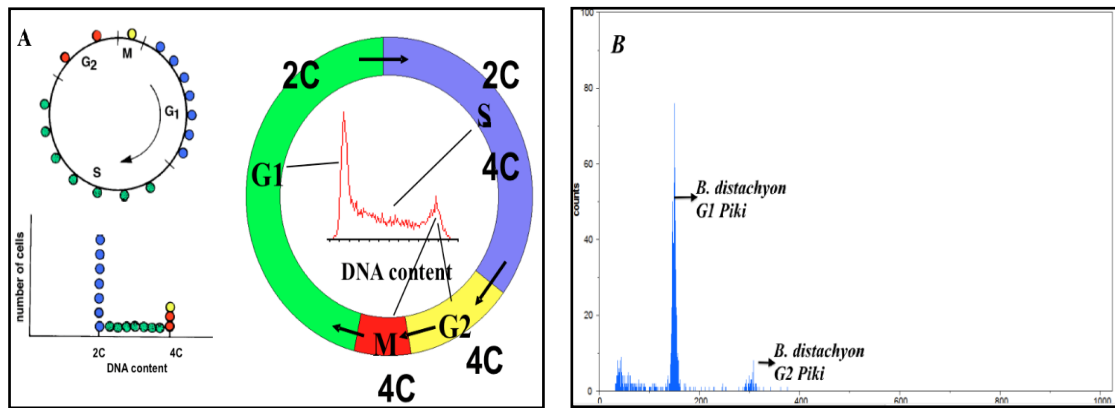 A
G2
M
G1
S
number of cells
2C
4C
DNA content
2C
2C
S
4C
G1
DNA content
G2
M
4C
4C
B
100
80
60
40
20
0
counts
B. distachyon
G1 Piki
B. distachyon
G2 Piki
0
200
400
600
800
1000